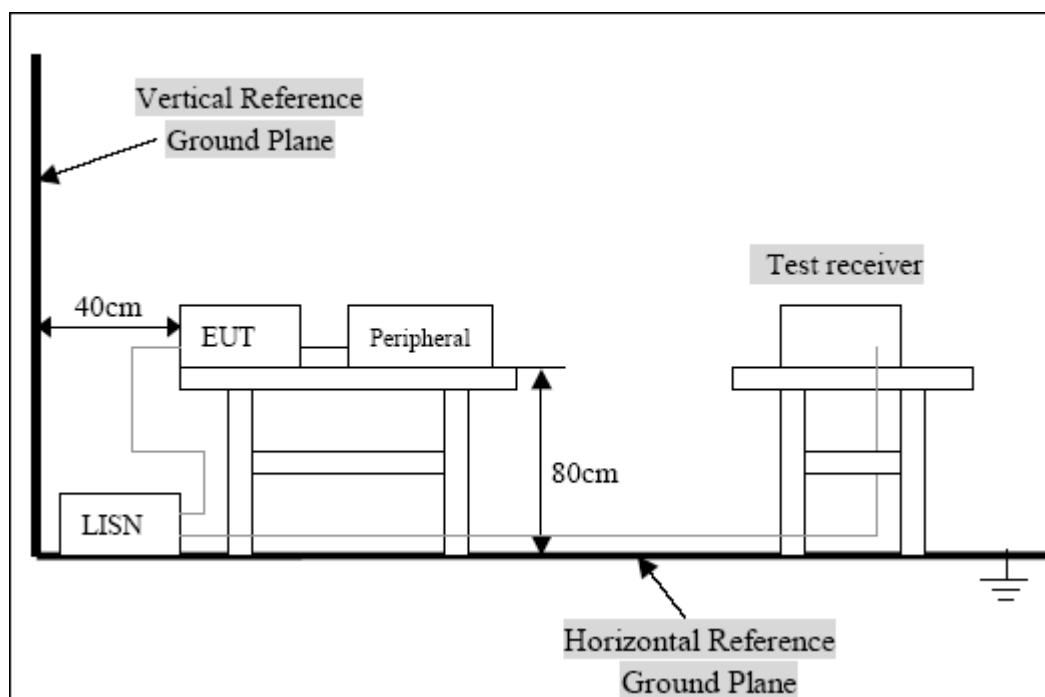 Vertical Reference
Ground Plane
Test receiver
40cm
EUT
Peripheral
80cm
LISN
Horizontal Reference
Ground Plane